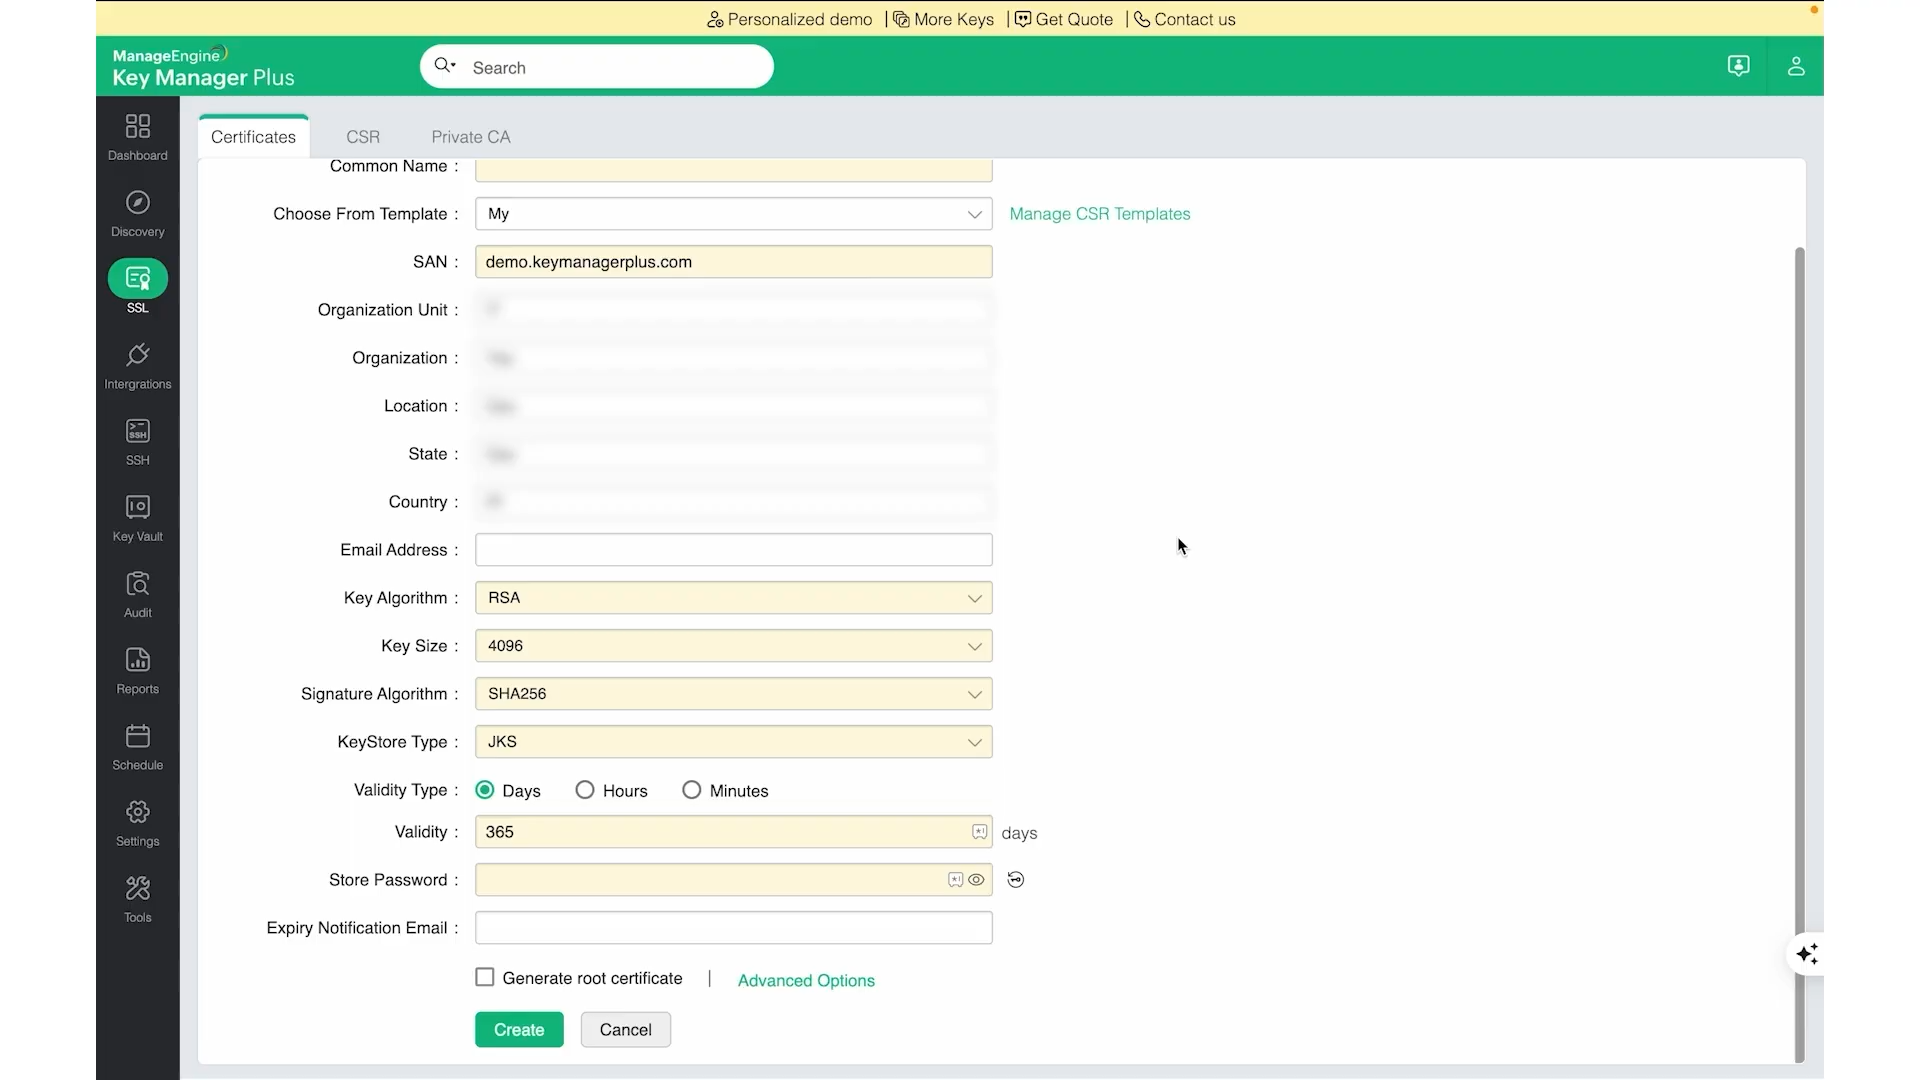 Personalized demo | More Keys | Get Quote | Contact us
ManageEngine
Key Manager Plus
Search
Dashboard
Discovery
SSL
Intergrations
SSH
SSH
Key Vault
Audit
Reports
Schedule
Settings
Tools
Certificates CSR Private CA
Common Name :
Choose From Template : My Manage CSR Templates
SAN : demo.keymanagerplus.com
Organization Unit :
Organization :
Location :
State :
Country :
Email Address :
Key Algorithm : RSA
Key Size : 4096
Signature Algorithm : SHA256
KeyStore Type : JKS
Validity Type : Days Hours Minutes
Validity : 365 days
Store Password :
Expiry Notification Email :
Generate root certificate | Advanced Options
Create Cancel